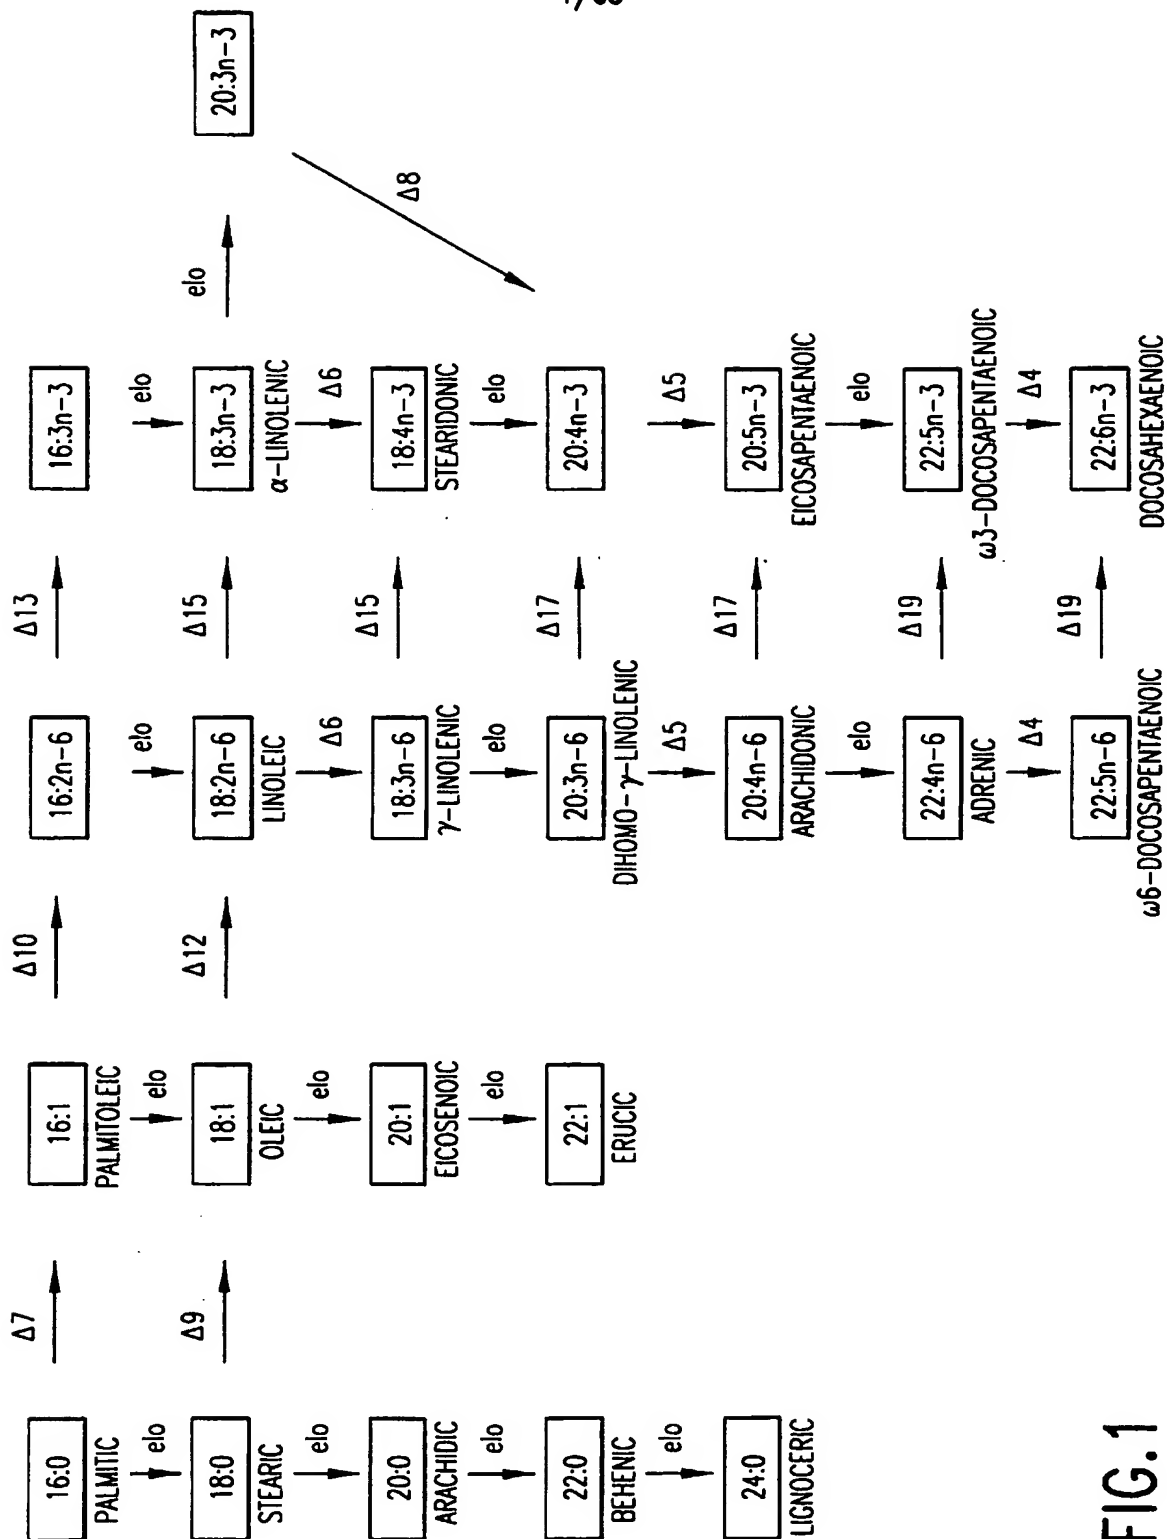 Δ7
Δ10
Δ13
16:0
16:1
16:2n-6
16:3n-3
PALMITIC
PALMITOLEIC
elo
elo
elo
elo
Δ9
Δ12
Δ15
elo
18:0
18:1
18:2n-6
18:3n-3
20:3n-3
STEARIC
OLEIC
LINOLEIC
α-LINOLENIC
elo
elo
Δ6
Δ6
Δ15
Δ8
20:0
20:1
18:3n-6
18:4n-3
ARACHIDIC
EICOSENOIC
γ-LINOLENIC
STEARIDONIC
elo
elo
elo
elo
Δ17
22:0
22:1
20:3n-6
20:4n-3
BEHENIC
ERUCIC
DIHOMO-γ-LINOLENIC
elo
Δ5
Δ5
Δ17
24:0
20:4n-6
20:5n-3
LIGNOCERIC
ARACHIDONIC
EICOSAPENTAENOIC
elo
elo
Δ19
22:4n-6
22:5n-3
ADRENIC
ω3-DOCOSAPENTAENOIC
Δ4
Δ4
Δ19
22:5n-6
22:6n-3
ω6-DOCOSAPENTAENOIC
DOCOSAHEXAENOIC
FIG.1